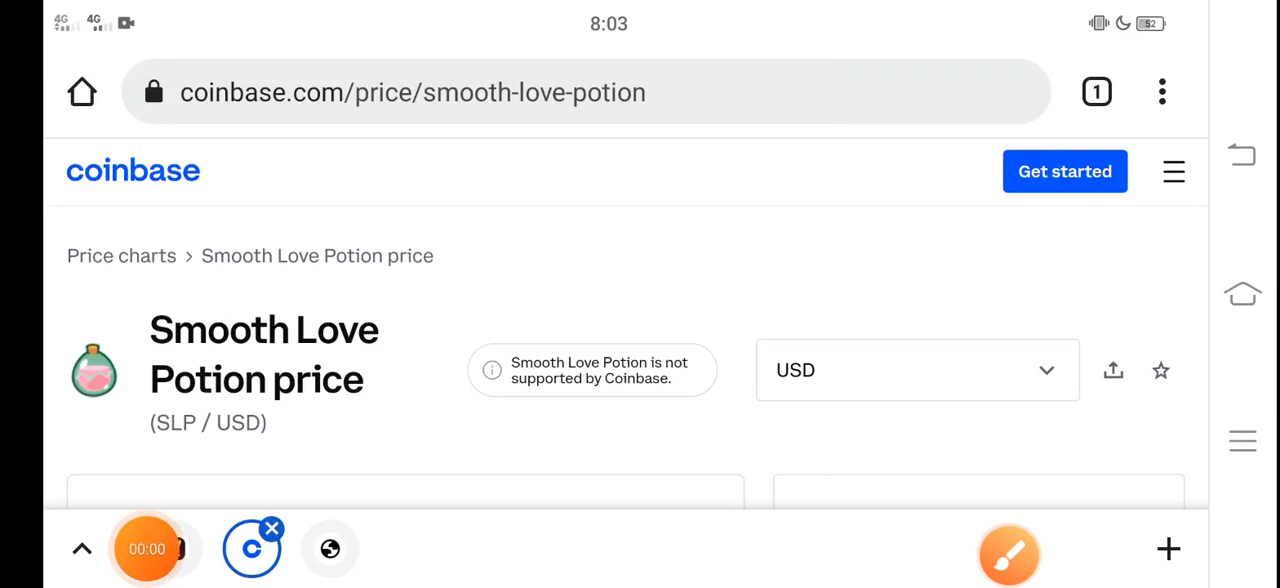 4G 4G 8:03 52
coinbase.com/price/smooth-love-potion 1
coinbase Get started
Price charts > Smooth Love Potion price
Smooth Love
Potion price
(SLP / USD)
Smooth Love Potion is not
supported by Coinbase.
USD
00:00